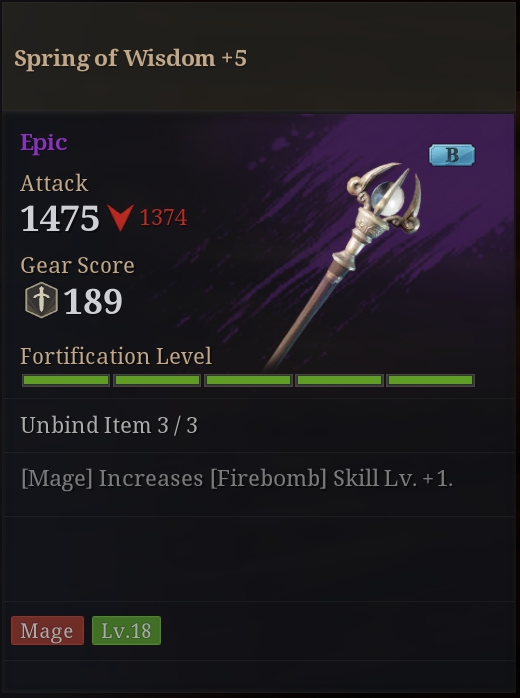 Spring of Wisdom +5
Epic
B
Attack
1475 1374
Gear Score
189
Fortification Level
Unbind Item 3 / 3
[Mage] Increases [Firebomb] Skill Lv. +1.
Mage Lv.18